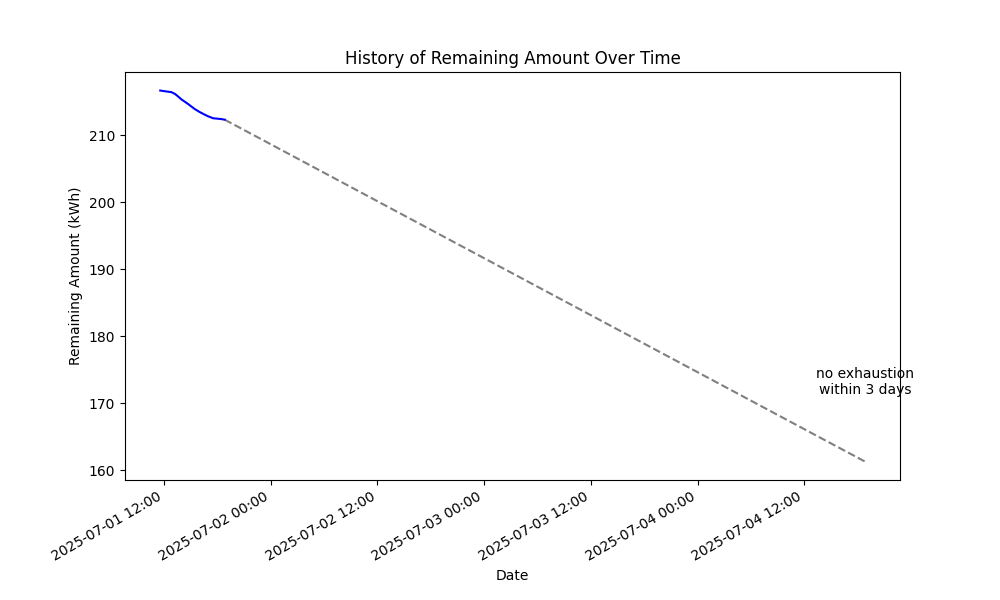 History of Remaining Amount Over Time
Remaining Amount (kWh)
210
200
190
180
170
160
no exhaustion
within 3 days
2025-07-01 12:00
2025-07-02 00:00
2025-07-02 12:00
2025-07-03 00:00
2025-07-03 12:00
2025-07-04 00:00
2025-07-04 12:00
Date